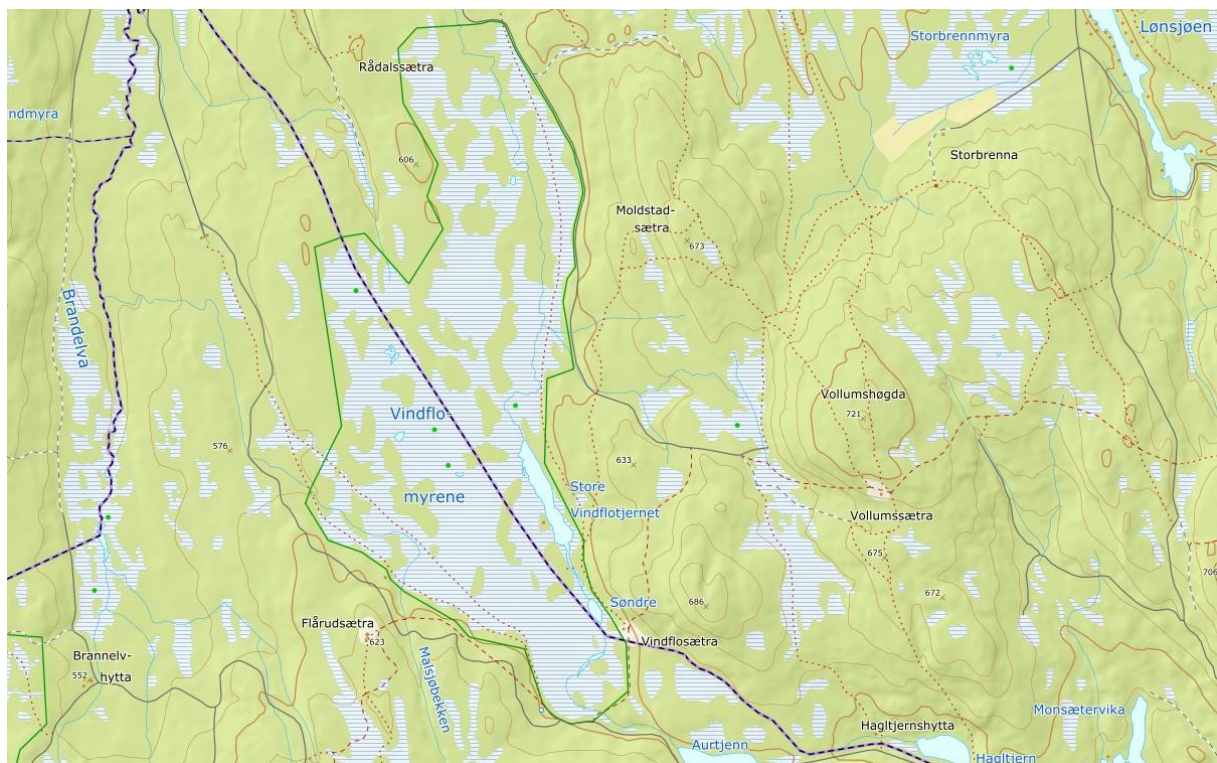 Lønsjøen
Storbrennmyra
Rådalssætra
ndmyra
606
Storbrenna
Moldstad-
sætra
673
Brandelva
Vollumshøgda
721
Vindflo-
576
633
myrene
Store
Vindflotjernet
Vollumssætra
675
706
672
686
Søndre
Flårudsætra
623
Vindflosætra
Brannelv-
hytta
552
Malsjøbekken
Monsætervika
Hagltjernshytta
Aurtjenn
Hagltjern